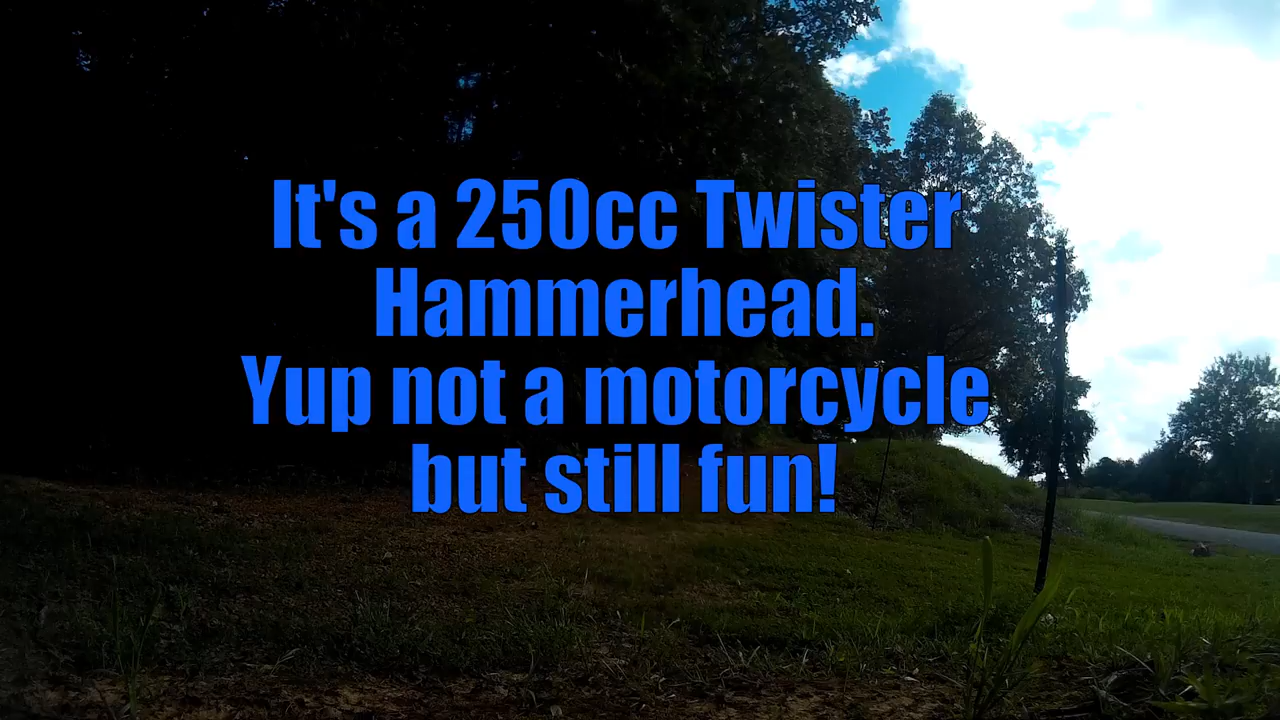 It's a 250cc Twister
Hammerhead.
Yup not a motorcycle
but still fun!